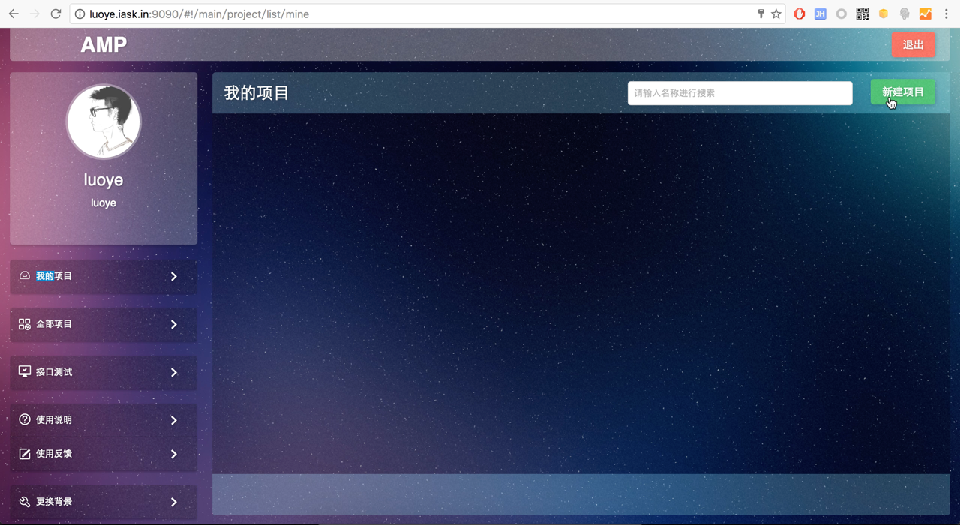 luoye.iask.in:9090/#!/main/project/list/mine
JH
AMP
退出
luoye
luoye
我的项目
请输入名称进行搜索
新建项目
我的项目
全部项目
接口测试
使用说明
使用反馈
更换背景